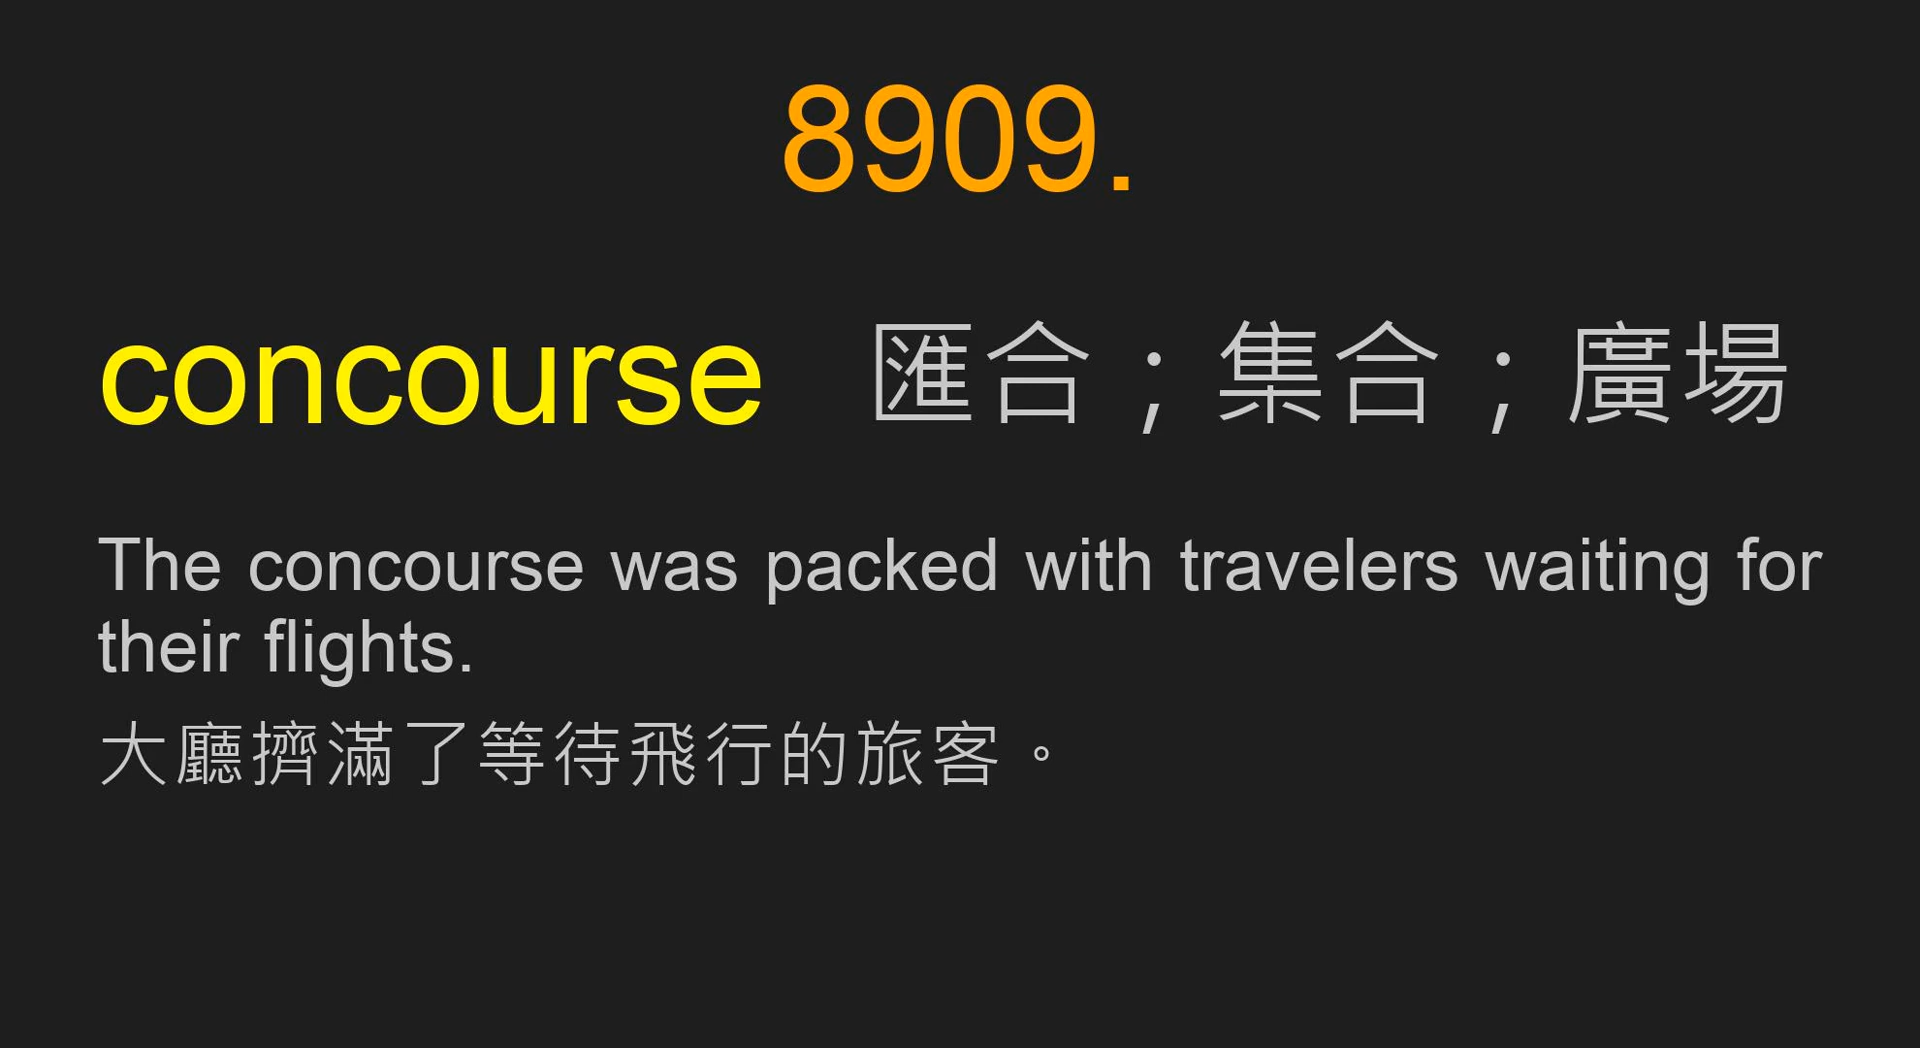 8909.
concourse 匯合；集合；廣場
The concourse was packed with travelers waiting for
their flights.
大廳擠滿了等待飛行的旅客。